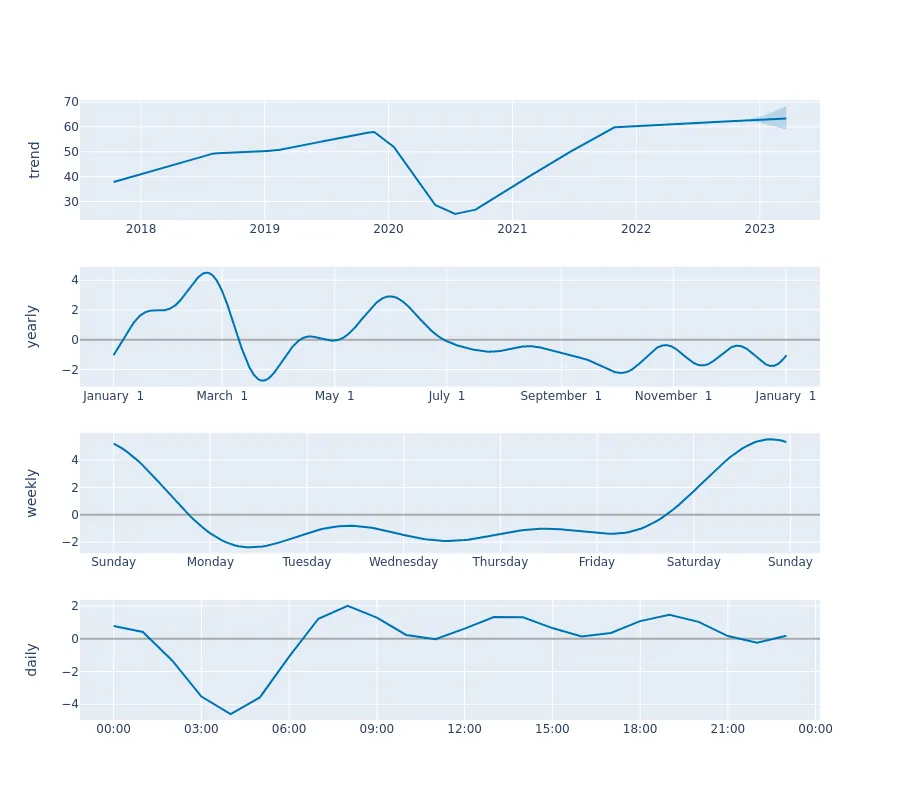 trend
70
60
50
40
30
2018 2019 2020 2021 2022 2023
yearly
4
2
0
−2
January 1 March 1 May 1 July 1 September 1 November 1 January 1
weekly
4
2
0
−2
Sunday Monday Tuesday Wednesday Thursday Friday Saturday Sunday
daily
2
0
−2
−4
00:00 03:00 06:00 09:00 12:00 15:00 18:00 21:00 00:00